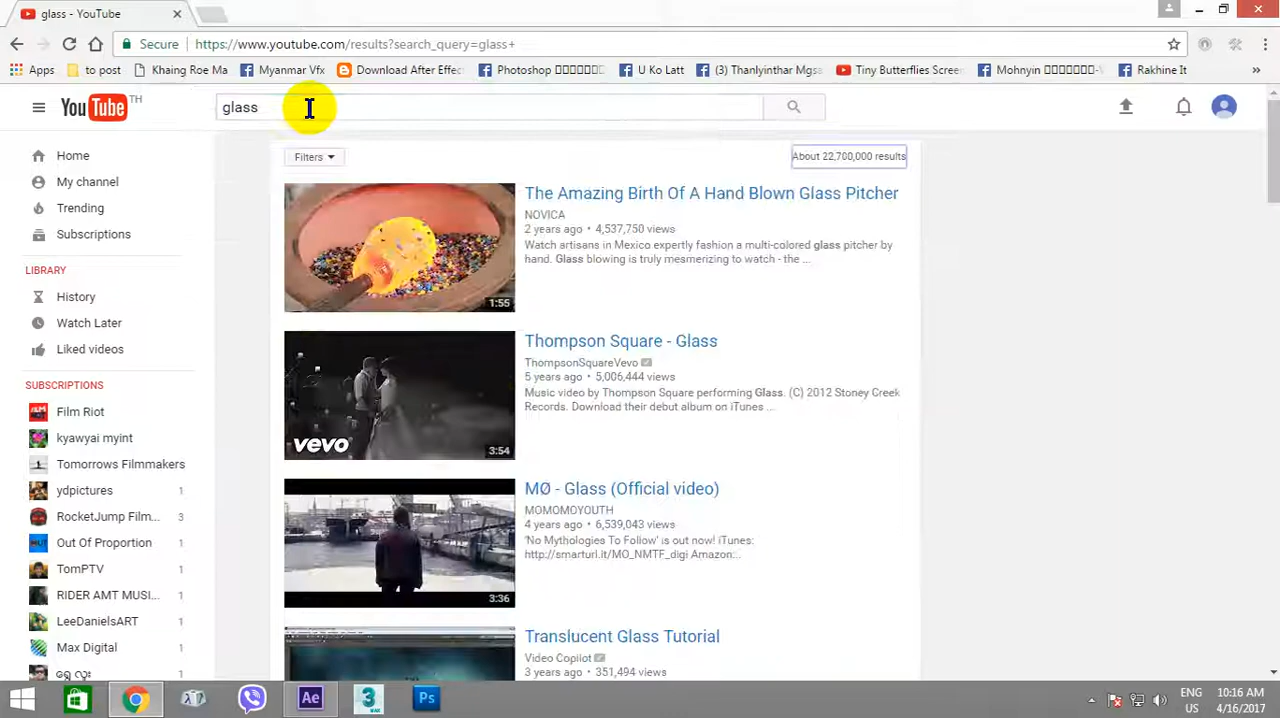 glass - YouTube
Secure
https://www.youtube.com/results?search_query=glass+
Apps
to post
Khaing Roe Ma
Myanmar Vfx
Download After Effec
Photoshop
U Ko Latt
(3) Thanlyinthar Mgse
Tiny Butterflies Scree
Mohnyin
Rakhine It
»
YouTube TH
glass
Filters
About 22,700,000 results
Home
My channel
Trending
Subscriptions
LIBRARY
History
Watch Later
Liked videos
SUBSCRIPTIONS
Film Riot
kyawyai myint
Tomorrows Filmmakers
ydpictures 1
RocketJump Film... 3
Out Of Proportion 1
TomPTV 1
RIDER AMT MUSI... 1
LeeDanielsART 1
Max Digital 1
1
The Amazing Birth Of A Hand Blown Glass Pitcher
NOVICA
2 years ago • 4,537,750 views
Watch artisans in Mexico expertly fashion a multi-colored glass pitcher by
hand. Glass blowing is truly mesmerizing to watch - the ...
1:55
Thompson Square - Glass
ThompsonSquareVevo
5 years ago • 5,006,444 views
Music video by Thompson Square performing Glass. (C) 2012 Stoney Creek
Records. Download their debut album on iTunes ...
vevo
3:54
MØ - Glass (Official video)
MOMOMOYOUTH
4 years ago • 6,539,043 views
'No Mythologies To Follow' is out now! iTunes:
http://smarturl.it/MO_NMTF_digi Amazon:...
3:36
Translucent Glass Tutorial
Video Copilot
3 years ago • 351,494 views
Ae
3
MAX
Ps
ENG
US
10:16 AM
4/16/2017